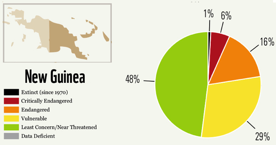 1%
6%
16%
48%
29%
New Guinea
Extinct (since 1970)
Critically Endangered
Endangered
Vulnerable
Least Concern/Near Threatened
Data Deficient